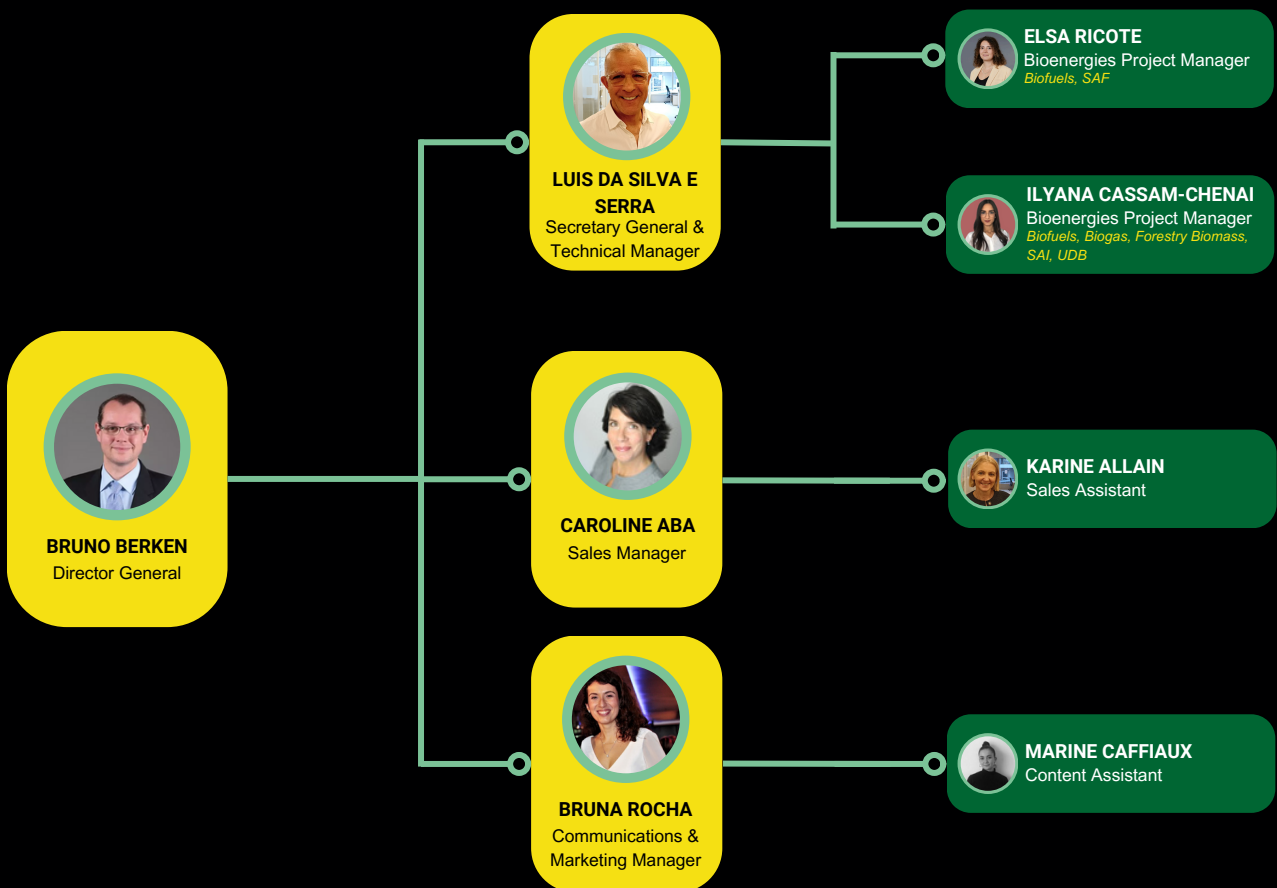 BRUNO BERKEN
Director General
LUIS DA SILVA E
SERRA
Secretary General &
Technical Manager
ELSA RICOTE
Bioenergies Project Manager
Biofuels, SAF
ILYANA CASSAM-CHENAI
Bioenergies Project Manager
Biofuels, Biogas, Forestry Biomass,
SAI, UDB
CAROLINE ABA
Sales Manager
KARINE ALLAIN
Sales Assistant
BRUNA ROCHA
Communications &
Marketing Manager
MARINE CAFFIAUX
Content Assistant